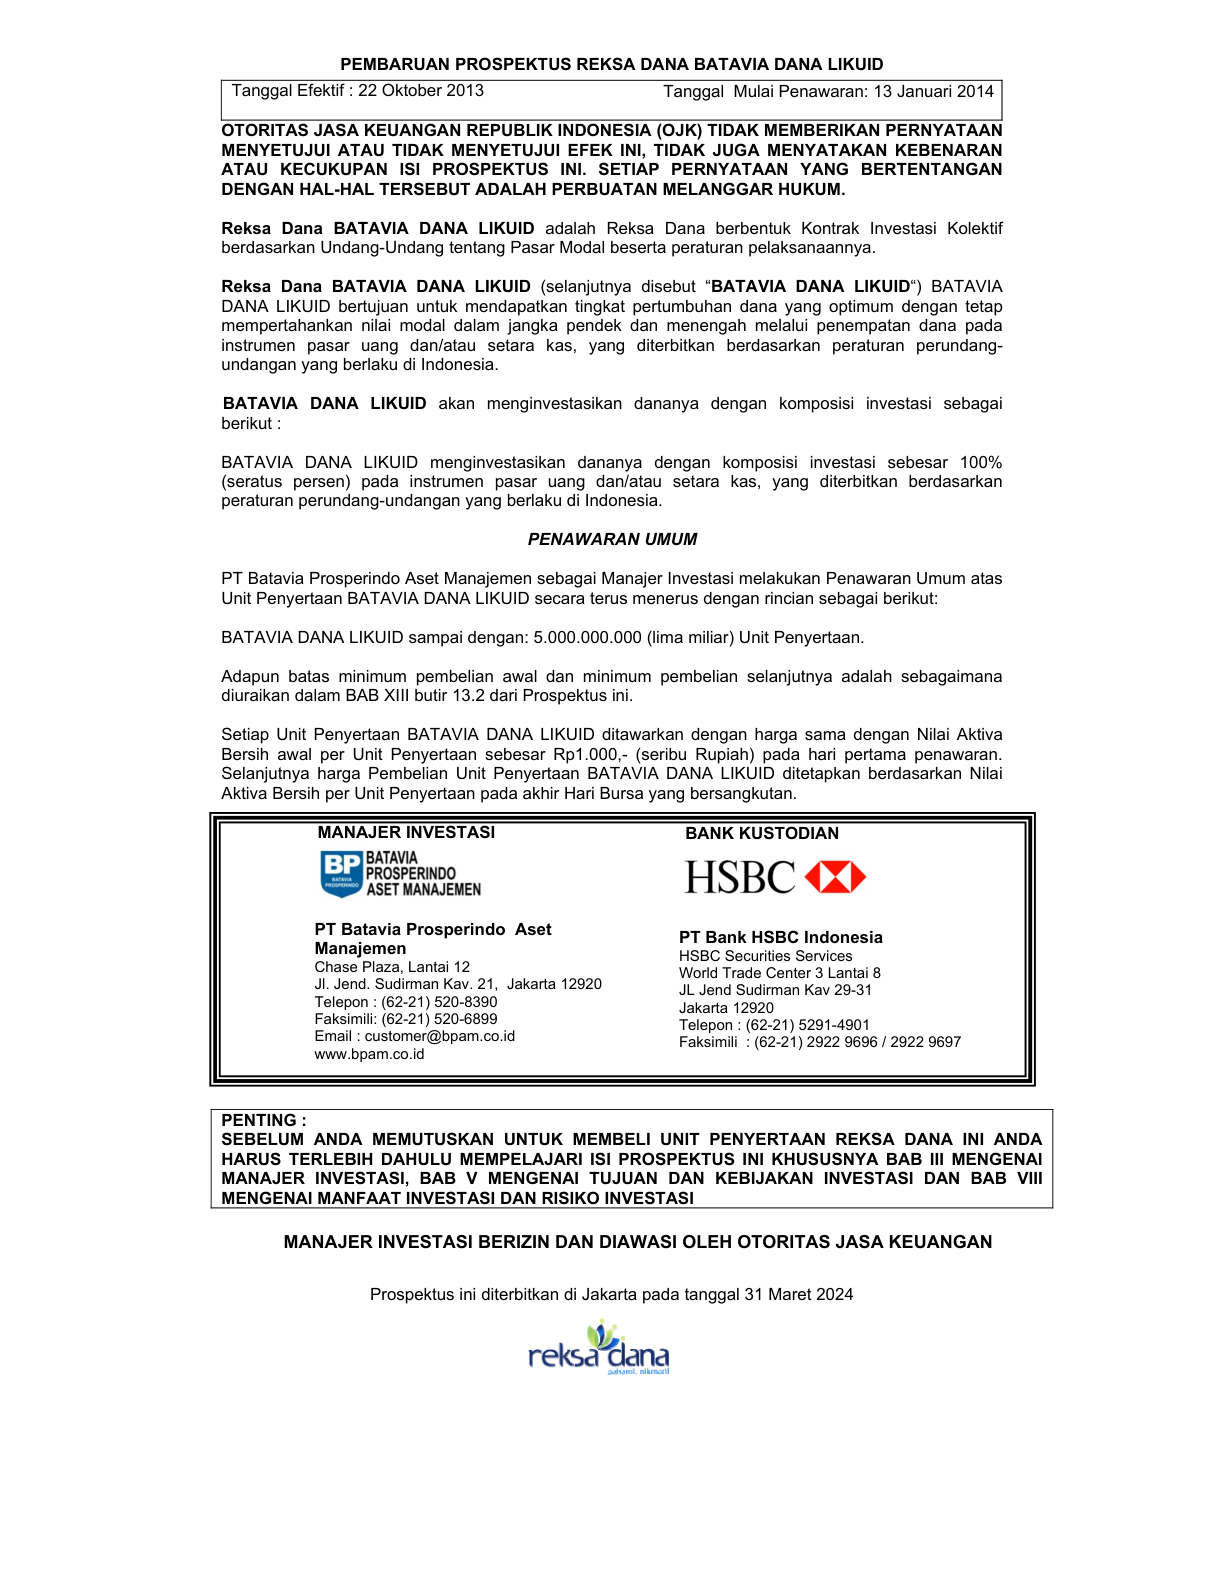 PEMBARUAN PROSPEKTUS REKSA DANA BATAVIA DANA LIKUID
Tanggal Efektif : 22 Oktober 2013 Tanggal Mulai Penawaran: 13 Januari 2014
OTORITAS JASA KEUANGAN REPUBLIK INDONESIA (OJK) TIDAK MEMBERIKAN PERNYATAAN
MENYETUJUI ATAU TIDAK MENYETUJUI EFEK INI, TIDAK JUGA MENYATAKAN KEBENARAN
ATAU KECUKUPAN ISI PROSPEKTUS INI. SETIAP PERNYATAAN YANG BERTENTANGAN
DENGAN HAL-HAL TERSEBUT ADALAH PERBUATAN MELANGGAR HUKUM.
Reksa Dana BATAVIA DANA LIKUID adalah Reksa Dana berbentuk Kontrak Investasi Kolektif
berdasarkan Undang-Undang tentang Pasar Modal beserta peraturan pelaksanaannya.
Reksa Dana BATAVIA DANA LIKUID (selanjutnya disebut “BATAVIA DANA LIKUID“) BATAVIA
DANA LIKUID bertujuan untuk mendapatkan tingkat pertumbuhan dana yang optimum dengan tetap
mempertahankan nilai modal dalam jangka pendek dan menengah melalui penempatan dana pada
instrumen pasar uang dan/atau setara kas, yang diterbitkan berdasarkan peraturan perundang-
undangan yang berlaku di Indonesia.
BATAVIA DANA LIKUID akan menginvestasikan dananya dengan komposisi investasi sebagai
berikut :
BATAVIA DANA LIKUID menginvestasikan dananya dengan komposisi investasi sebesar 100%
(seratus persen) pada instrumen pasar uang dan/atau setara kas, yang diterbitkan berdasarkan
peraturan perundang-undangan yang berlaku di Indonesia.
PENAWARAN UMUM
PT Batavia Prosperindo Aset Manajemen sebagai Manajer Investasi melakukan Penawaran Umum atas
Unit Penyertaan BATAVIA DANA LIKUID secara terus menerus dengan rincian sebagai berikut:
BATAVIA DANA LIKUID sampai dengan: 5.000.000.000 (lima miliar) Unit Penyertaan.
Adapun batas minimum pembelian awal dan minimum pembelian selanjutnya adalah sebagaimana
diuraikan dalam BAB XIII butir 13.2 dari Prospektus ini.
Setiap Unit Penyertaan BATAVIA DANA LIKUID ditawarkan dengan harga sama dengan Nilai Aktiva
Bersih awal per Unit Penyertaan sebesar Rp1.000,- (seribu Rupiah) pada hari pertama penawaran.
Selanjutnya harga Pembelian Unit Penyertaan BATAVIA DANA LIKUID ditetapkan berdasarkan Nilai
Aktiva Bersih per Unit Penyertaan pada akhir Hari Bursa yang bersangkutan.
MANAJER INVESTASI
BP
BATAVIA
PROSPERINDO
BATAVIA
PROSPERINDO
ASET MANAJEMEN
PT Batavia Prosperindo Aset
Manajemen
Chase Plaza, Lantai 12
Jl. Jend. Sudirman Kav. 21, Jakarta 12920
Telepon : (62-21) 520-8390
Faksimili: (62-21) 520-6899
Email : customer@bpam.co.id
www.bpam.co.id
BANK KUSTODIAN
HSBC
PT Bank HSBC Indonesia
HSBC Securities Services
World Trade Center 3 Lantai 8
JL Jend Sudirman Kav 29-31
Jakarta 12920
Telepon : (62-21) 5291-4901
Faksimili : (62-21) 2922 9696 / 2922 9697
PENTING :
SEBELUM ANDA MEMUTUSKAN UNTUK MEMBELI UNIT PENYERTAAN REKSA DANA INI ANDA
HARUS TERLEBIH DAHULU MEMPELAJARI ISI PROSPEKTUS INI KHUSUSNYA BAB III MENGENAI
MANAJER INVESTASI, BAB V MENGENAI TUJUAN DAN KEBIJAKAN INVESTASI DAN BAB VIII
MENGENAI MANFAAT INVESTASI DAN RISIKO INVESTASI
MANAJER INVESTASI BERIZIN DAN DIAWASI OLEH OTORITAS JASA KEUANGAN
Prospektus ini diterbitkan di Jakarta pada tanggal 31 Maret 2024
reksa dana
pahami, nikmati!